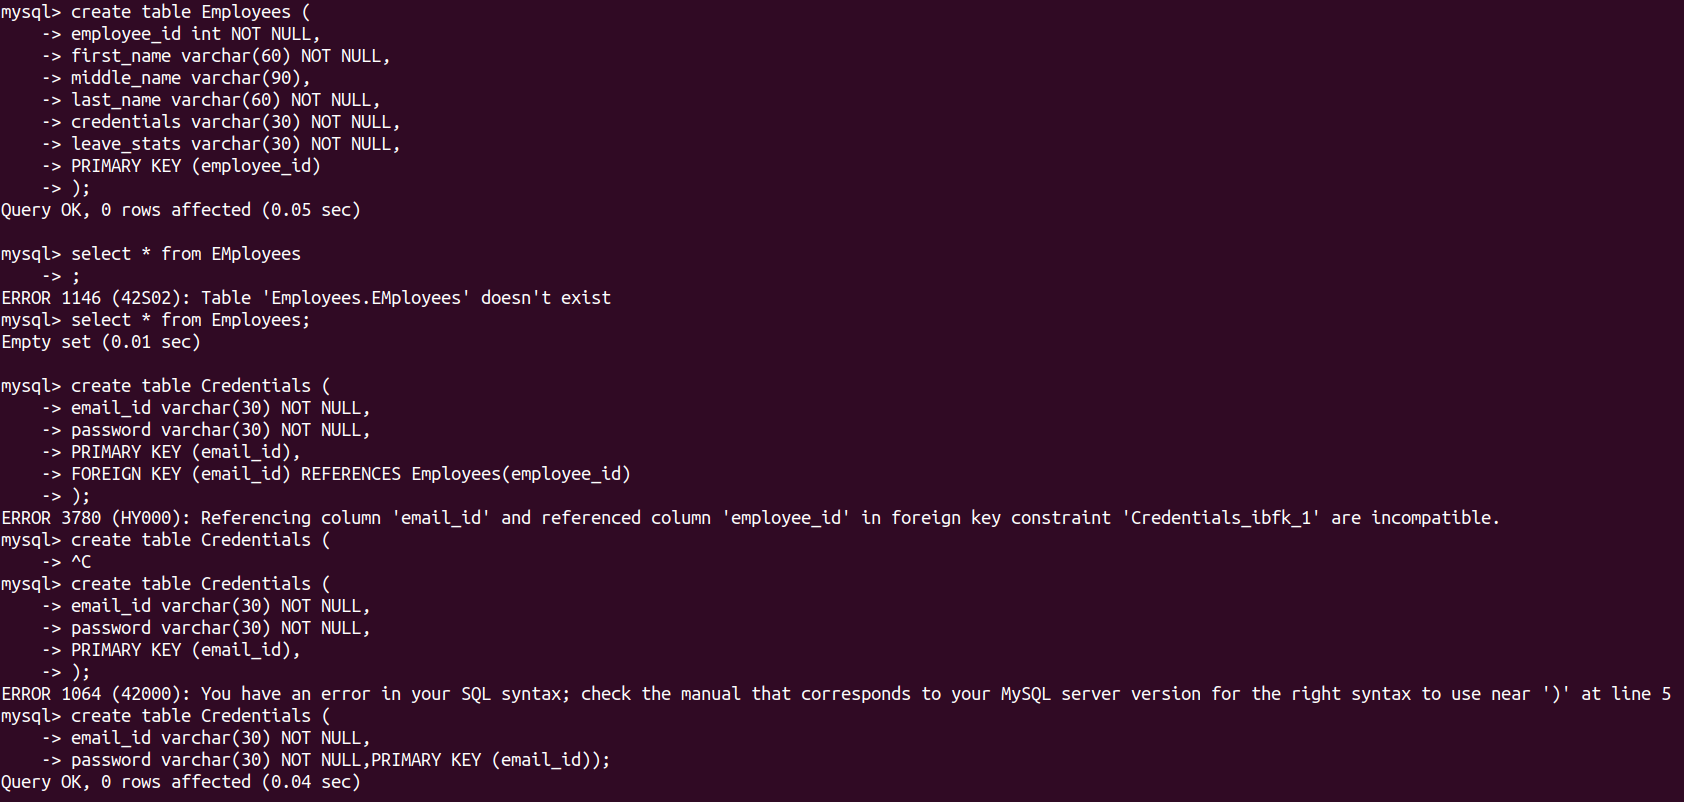 mysql> create table Employees (
    -> employee_id int NOT NULL,
    -> first_name varchar(60) NOT NULL,
    -> middle_name varchar(90),
    -> last_name varchar(60) NOT NULL,
    -> credentials varchar(30) NOT NULL,
    -> leave_stats varchar(30) NOT NULL,
    -> PRIMARY KEY (employee_id)
    -> );
Query OK, 0 rows affected (0.05 sec)
mysql> select * from EMployees
    -> ;
ERROR 1146 (42S02): Table 'Employees.EMployees' doesn't exist
mysql> select * from Employees;
Empty set (0.01 sec)
mysql> create table Credentials (
    -> email_id varchar(30) NOT NULL,
    -> password varchar(30) NOT NULL,
    -> PRIMARY KEY (email_id),
    -> FOREIGN KEY (email_id) REFERENCES Employees(employee_id)
    -> );
ERROR 3780 (HY000): Referencing column 'email_id' and referenced column 'employee_id' in foreign key constraint 'Credentials_ibfk_1' are incompatible.
mysql> create table Credentials (
    -> ^C
mysql> create table Credentials (
    -> email_id varchar(30) NOT NULL,
    -> password varchar(30) NOT NULL,
    -> PRIMARY KEY (email_id),
    -> );
ERROR 1064 (42000): You have an error in your SQL syntax; check the manual that corresponds to your MySQL server version for the right syntax to use near ')' at line 5
mysql> create table Credentials (
    -> email_id varchar(30) NOT NULL,
    -> password varchar(30) NOT NULL,PRIMARY KEY (email_id));
Query OK, 0 rows affected (0.04 sec)